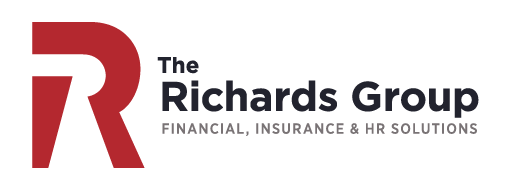 R
The
Richards Group
FINANCIAL, INSURANCE & HR SOLUTIONS